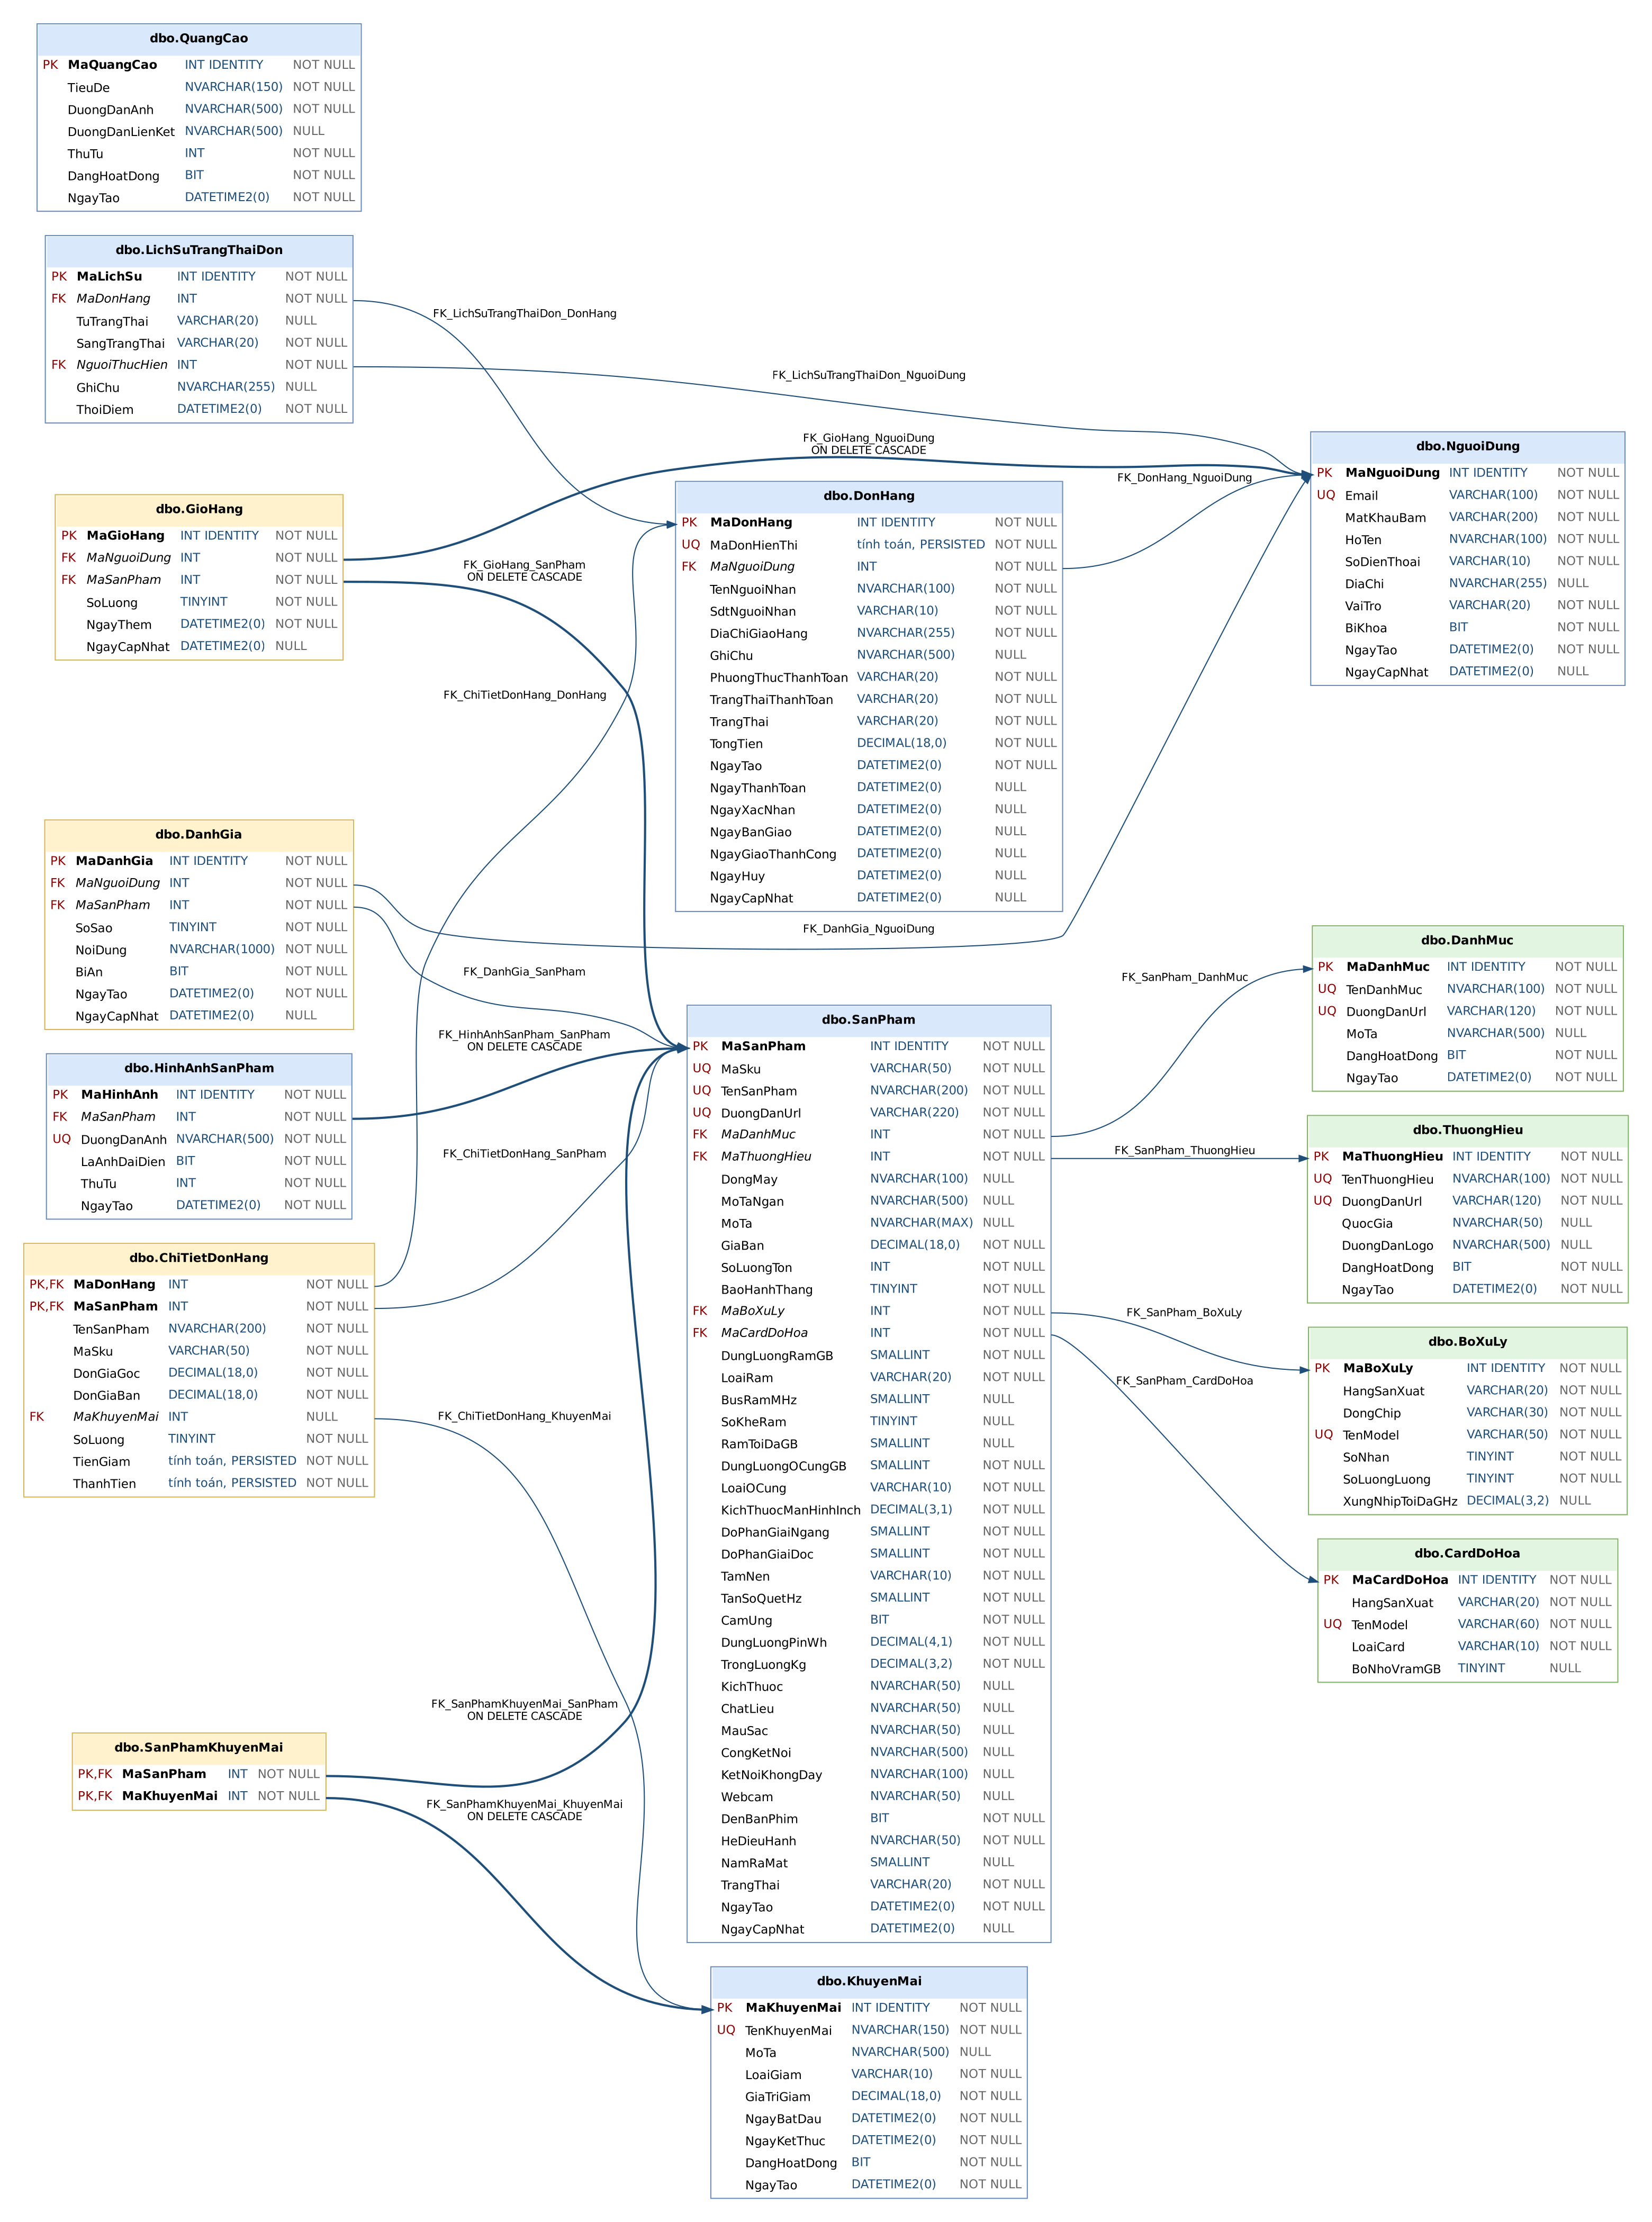 dbo.QuangCao
PK MaQuangCao INT IDENTITY NOT NULL
TieuDe NVARCHAR(150) NOT NULL
DuongDanAnh NVARCHAR(500) NOT NULL
DuongDanLienKet NVARCHAR(500) NULL
ThuTu INT NOT NULL
DangHoatDong BIT NOT NULL
NgayTao DATETIME2(0) NOT NULL
dbo.LichSuTrangThaiDon
PK MaLichSu INT IDENTITY NOT NULL
FK MaDonHang INT NOT NULL
TuTrangThai VARCHAR(20) NULL
SangTrangThai VARCHAR(20) NOT NULL
FK NguoiThucHien INT NOT NULL
GhiChu NVARCHAR(255) NULL
ThoiDiem DATETIME2(0) NOT NULL
FK_LichSuTrangThaiDon_DonHang
FK_LichSuTrangThaiDon_NguoiDung
FK_GioHang_NguoiDung
ON DELETE CASCADE
FK_DonHang_NguoiDung
dbo.NguoiDung
PK MaNguoiDung INT IDENTITY NOT NULL
UQ Email VARCHAR(100) NOT NULL
MatKhauBam VARCHAR(200) NOT NULL
HoTen NVARCHAR(100) NOT NULL
SoDienThoai VARCHAR(10) NOT NULL
DiaChi NVARCHAR(255) NULL
VaiTro VARCHAR(20) NOT NULL
BiKhoa BIT NOT NULL
NgayTao DATETIME2(0) NOT NULL
NgayCapNhat DATETIME2(0) NULL
dbo.GioHang
PK MaGioHang INT IDENTITY NOT NULL
FK MaNguoiDung INT NOT NULL
FK MaSanPham INT NOT NULL
SoLuong TINYINT NOT NULL
NgayThem DATETIME2(0) NOT NULL
NgayCapNhat DATETIME2(0) NULL
FK_GioHang_SanPham
ON DELETE CASCADE
FK_ChiTietDonHang_DonHang
dbo.DonHang
PK MaDonHang INT IDENTITY NOT NULL
UQ MaDonHienThi tính toán, PERSISTED NOT NULL
FK MaNguoiDung INT NOT NULL
TenNguoiNhan NVARCHAR(100) NOT NULL
SdtNguoiNhan VARCHAR(10) NOT NULL
DiaChiGiaoHang NVARCHAR(255) NOT NULL
GhiChu NVARCHAR(500) NULL
PhuongThucThanhToan VARCHAR(20) NOT NULL
TrangThaiThanhToan VARCHAR(20) NOT NULL
TrangThai VARCHAR(20) NOT NULL
TongTien DECIMAL(18,0) NOT NULL
NgayTao DATETIME2(0) NOT NULL
NgayThanhToan DATETIME2(0) NULL
NgayXacNhan DATETIME2(0) NULL
NgayBanGiao DATETIME2(0) NULL
NgayGiaoThanhCong DATETIME2(0) NULL
NgayHuy DATETIME2(0) NULL
NgayCapNhat DATETIME2(0) NULL
dbo.DanhGia
PK MaDanhGia INT IDENTITY NOT NULL
FK MaNguoiDung INT NOT NULL
FK MaSanPham INT NOT NULL
SoSao TINYINT NOT NULL
NoiDung NVARCHAR(1000) NOT NULL
BiAn BIT NOT NULL
NgayTao DATETIME2(0) NOT NULL
NgayCapNhat DATETIME2(0) NULL
FK_DanhGia_NguoiDung
FK_DanhGia_SanPham
FK_HinhAnhSanPham_SanPham
ON DELETE CASCADE
dbo.HinhAnhSanPham
PK MaHinhAnh INT IDENTITY NOT NULL
FK MaSanPham INT NOT NULL
UQ DuongDanAnh NVARCHAR(500) NOT NULL
LaAnhDaiDien BIT NOT NULL
ThuTu INT NOT NULL
NgayTao DATETIME2(0) NOT NULL
FK_ChiTietDonHang_SanPham
dbo.ChiTietDonHang
PK,FK MaDonHang INT NOT NULL
PK,FK MaSanPham INT NOT NULL
TenSanPham NVARCHAR(200) NOT NULL
MaSku VARCHAR(50) NOT NULL
DonGiaGoc DECIMAL(18,0) NOT NULL
DonGiaBan DECIMAL(18,0) NOT NULL
FK MaKhuyenMai INT NULL
SoLuong TINYINT NOT NULL
TienGiam tính toán, PERSISTED NOT NULL
ThanhTien tính toán, PERSISTED NOT NULL
FK_ChiTietDonHang_KhuyenMai
dbo.SanPham
PK MaSanPham INT IDENTITY NOT NULL
UQ MaSku VARCHAR(50) NOT NULL
UQ TenSanPham NVARCHAR(200) NOT NULL
UQ DuongDanUrl VARCHAR(220) NOT NULL
FK MaDanhMuc INT NOT NULL
FK MaThuongHieu INT NOT NULL
DongMay NVARCHAR(100) NULL
MoTaNgan NVARCHAR(500) NULL
MoTa NVARCHAR(MAX) NULL
GiaBan DECIMAL(18,0) NOT NULL
SoLuongTon INT NOT NULL
BaoHanhThang TINYINT NOT NULL
FK MaBoXuLy INT NOT NULL
FK MaCardDoHoa INT NOT NULL
DungLuongRamGB SMALLINT NOT NULL
LoaiRam VARCHAR(20) NOT NULL
BusRamMHz SMALLINT NULL
SoKheRam TINYINT NULL
RamToiDaGB SMALLINT NULL
DungLuongOCungGB SMALLINT NOT NULL
LoaiOCung VARCHAR(10) NOT NULL
KichThuocManHinhInch DECIMAL(3,1) NOT NULL
DoPhanGiaiNgang SMALLINT NOT NULL
DoPhanGiaiDoc SMALLINT NOT NULL
TamNen VARCHAR(10) NOT NULL
TanSoQuetHz SMALLINT NOT NULL
CamUng BIT NOT NULL
DungLuongPinWh DECIMAL(4,1) NOT NULL
TrongLuongKg DECIMAL(3,2) NOT NULL
KichThuoc NVARCHAR(50) NULL
ChatLieu NVARCHAR(50) NULL
MauSac NVARCHAR(50) NULL
CongKetNoi NVARCHAR(500) NULL
KetNoiKhongDay NVARCHAR(100) NULL
Webcam NVARCHAR(50) NULL
DenBanPhim BIT NOT NULL
HeDieuHanh NVARCHAR(50) NOT NULL
NamRaMat SMALLINT NULL
TrangThai VARCHAR(20) NOT NULL
NgayTao DATETIME2(0) NOT NULL
NgayCapNhat DATETIME2(0) NULL
FK_SanPham_DanhMuc
FK_SanPham_ThuongHieu
FK_SanPham_BoXuLy
FK_SanPham_CardDoHoa
dbo.DanhMuc
PK MaDanhMuc INT IDENTITY NOT NULL
UQ TenDanhMuc NVARCHAR(100) NOT NULL
UQ DuongDanUrl VARCHAR(120) NOT NULL
MoTa NVARCHAR(500) NULL
DangHoatDong BIT NOT NULL
NgayTao DATETIME2(0) NOT NULL
dbo.ThuongHieu
PK MaThuongHieu INT IDENTITY NOT NULL
UQ TenThuongHieu NVARCHAR(100) NOT NULL
UQ DuongDanUrl VARCHAR(120) NOT NULL
QuocGia NVARCHAR(50) NULL
DuongDanLogo NVARCHAR(500) NULL
DangHoatDong BIT NOT NULL
NgayTao DATETIME2(0) NOT NULL
dbo.BoXuLy
PK MaBoXuLy INT IDENTITY NOT NULL
HangSanXuat VARCHAR(20) NOT NULL
DongChip VARCHAR(30) NOT NULL
UQ TenModel VARCHAR(50) NOT NULL
SoNhan TINYINT NOT NULL
SoLuongLuong TINYINT NOT NULL
XungNhipToiDaGHz DECIMAL(3,2) NULL
dbo.CardDoHoa
PK MaCardDoHoa INT IDENTITY NOT NULL
HangSanXuat VARCHAR(20) NOT NULL
UQ TenModel VARCHAR(60) NOT NULL
LoaiCard VARCHAR(10) NOT NULL
BoNhoVramGB TINYINT NULL
FK_SanPhamKhuyenMai_SanPham
ON DELETE CASCADE
dbo.SanPhamKhuyenMai
PK,FK MaSanPham INT NOT NULL
PK,FK MaKhuyenMai INT NOT NULL
FK_SanPhamKhuyenMai_KhuyenMai
ON DELETE CASCADE
dbo.KhuyenMai
PK MaKhuyenMai INT IDENTITY NOT NULL
UQ TenKhuyenMai NVARCHAR(150) NOT NULL
MoTa NVARCHAR(500) NULL
LoaiGiam VARCHAR(10) NOT NULL
GiaTriGiam DECIMAL(18,0) NOT NULL
NgayBatDau DATETIME2(0) NOT NULL
NgayKetThuc DATETIME2(0) NOT NULL
DangHoatDong BIT NOT NULL
NgayTao DATETIME2(0) NOT NULL